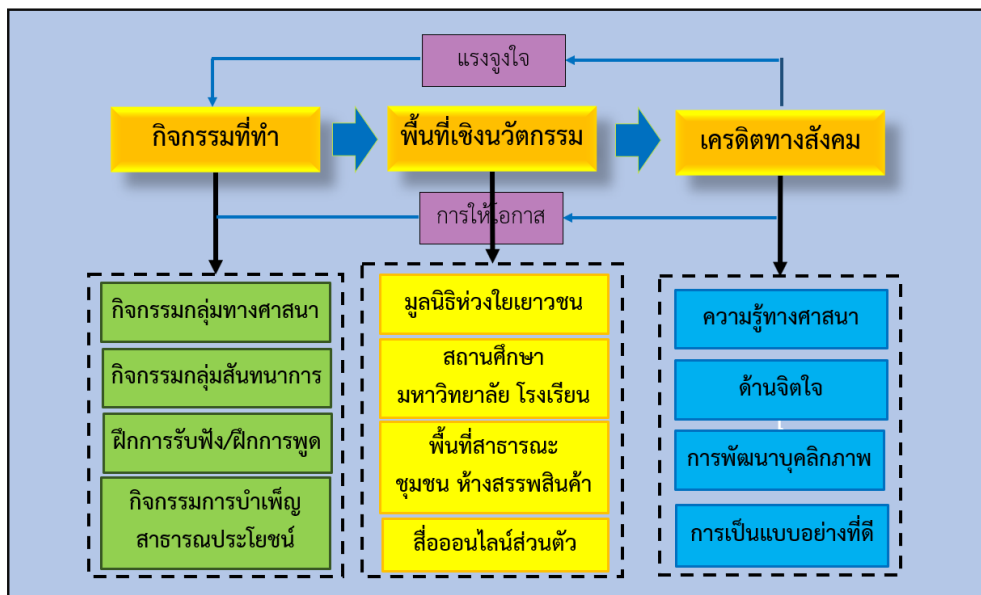 แรงจูงใจ
กิจกรรมที่ทำ
พื้นที่เชิงนวัตกรรม
เครดิตทางสังคม
การให้โอกาส
กิจกรรมกลุ่มทางศาสนา
กิจกรรมกลุ่มสันทนาการ
ฝึกการรับฟัง/ฝึกการพูด
กิจกรรมการบำเพ็ญ
สาธารณประโยชน์
มูลนิธิห่วงใยเยาวชน
สถานศึกษา
มหาวิทยาลัย โรงเรียน
พื้นที่สาธารณะ
ชุมชน ห้างสรรพสินค้า
สื่อออนไลน์ส่วนตัว
ความรู้ทางศาสนา
ด้านจิตใจ
การพัฒนาบุคลิกภาพ
การเป็นแบบอย่างที่ดี